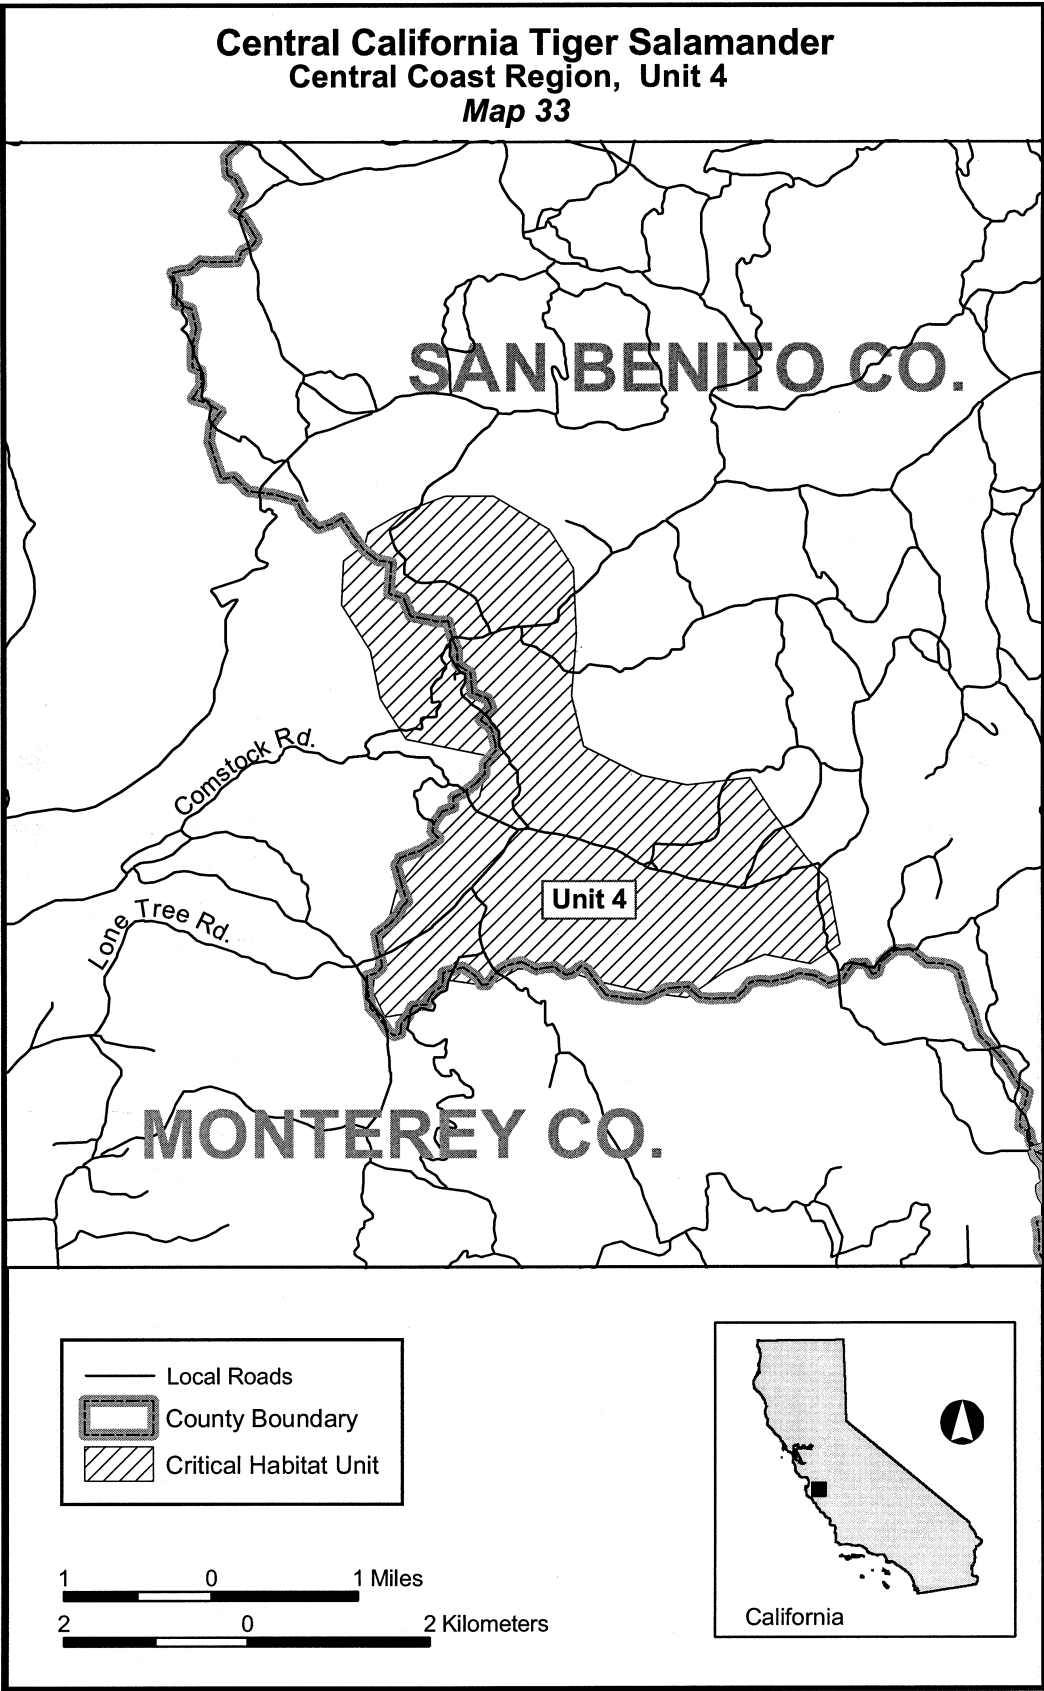 Central California Tiger Salamander
Central Coast Region, Unit 4
Map 33
SAN BENITO CO.
Comstock Rd.
Unit 4
Lone Tree Rd.
MONTEREY CO.
Local Roads
County Boundary
Critical Habitat Unit
1 0 1 Miles
2 0 2 Kilometers
California